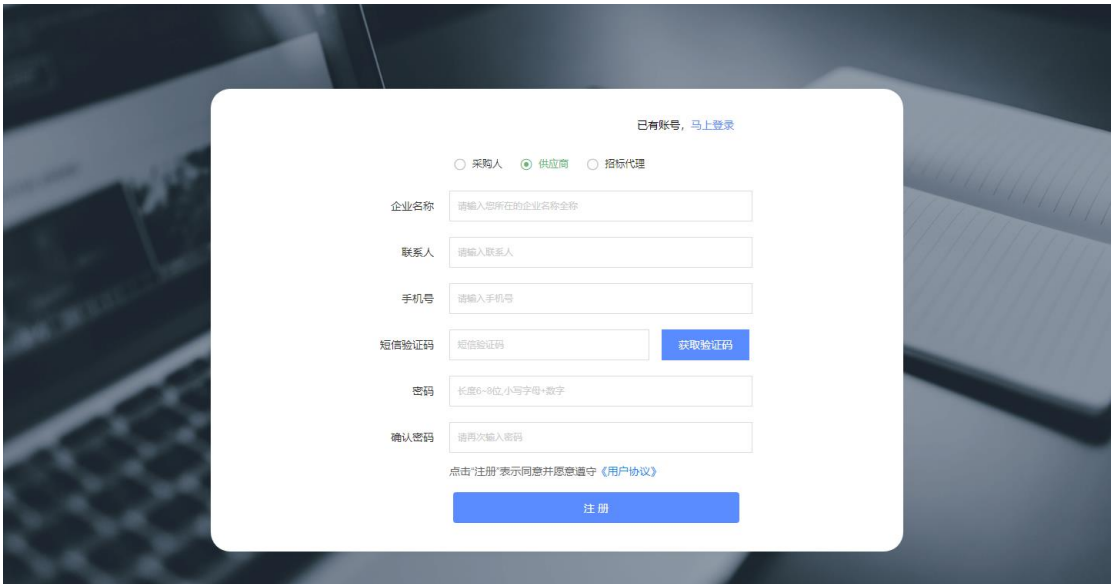 已有账号，马上登录
采购人 供应商 招标代理
企业名称 请输入您所在的企业名称全称
联系人 请输入联系人
手机号 请输入手机号
短信验证码 短信验证码 获取验证码
密码 长度6-8位,小写字母+数字
确认密码 请再次输入密码
点击“注册”表示同意并愿意遵守《用户协议》
注 册